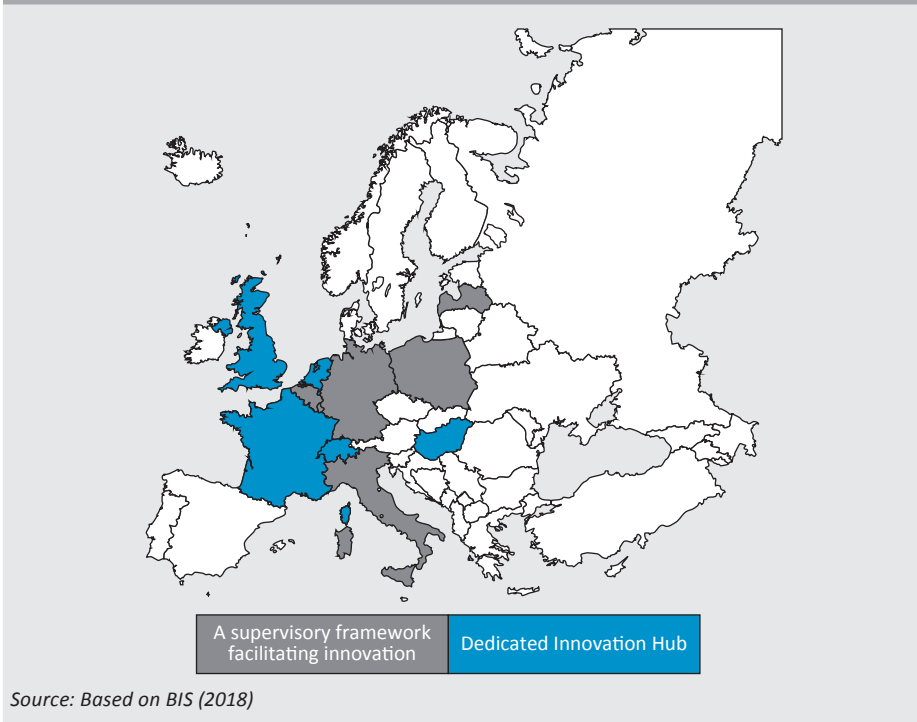 A supervisory framework
facilitating innovation
Dedicated Innovation Hub
Source: Based on BIS (2018)